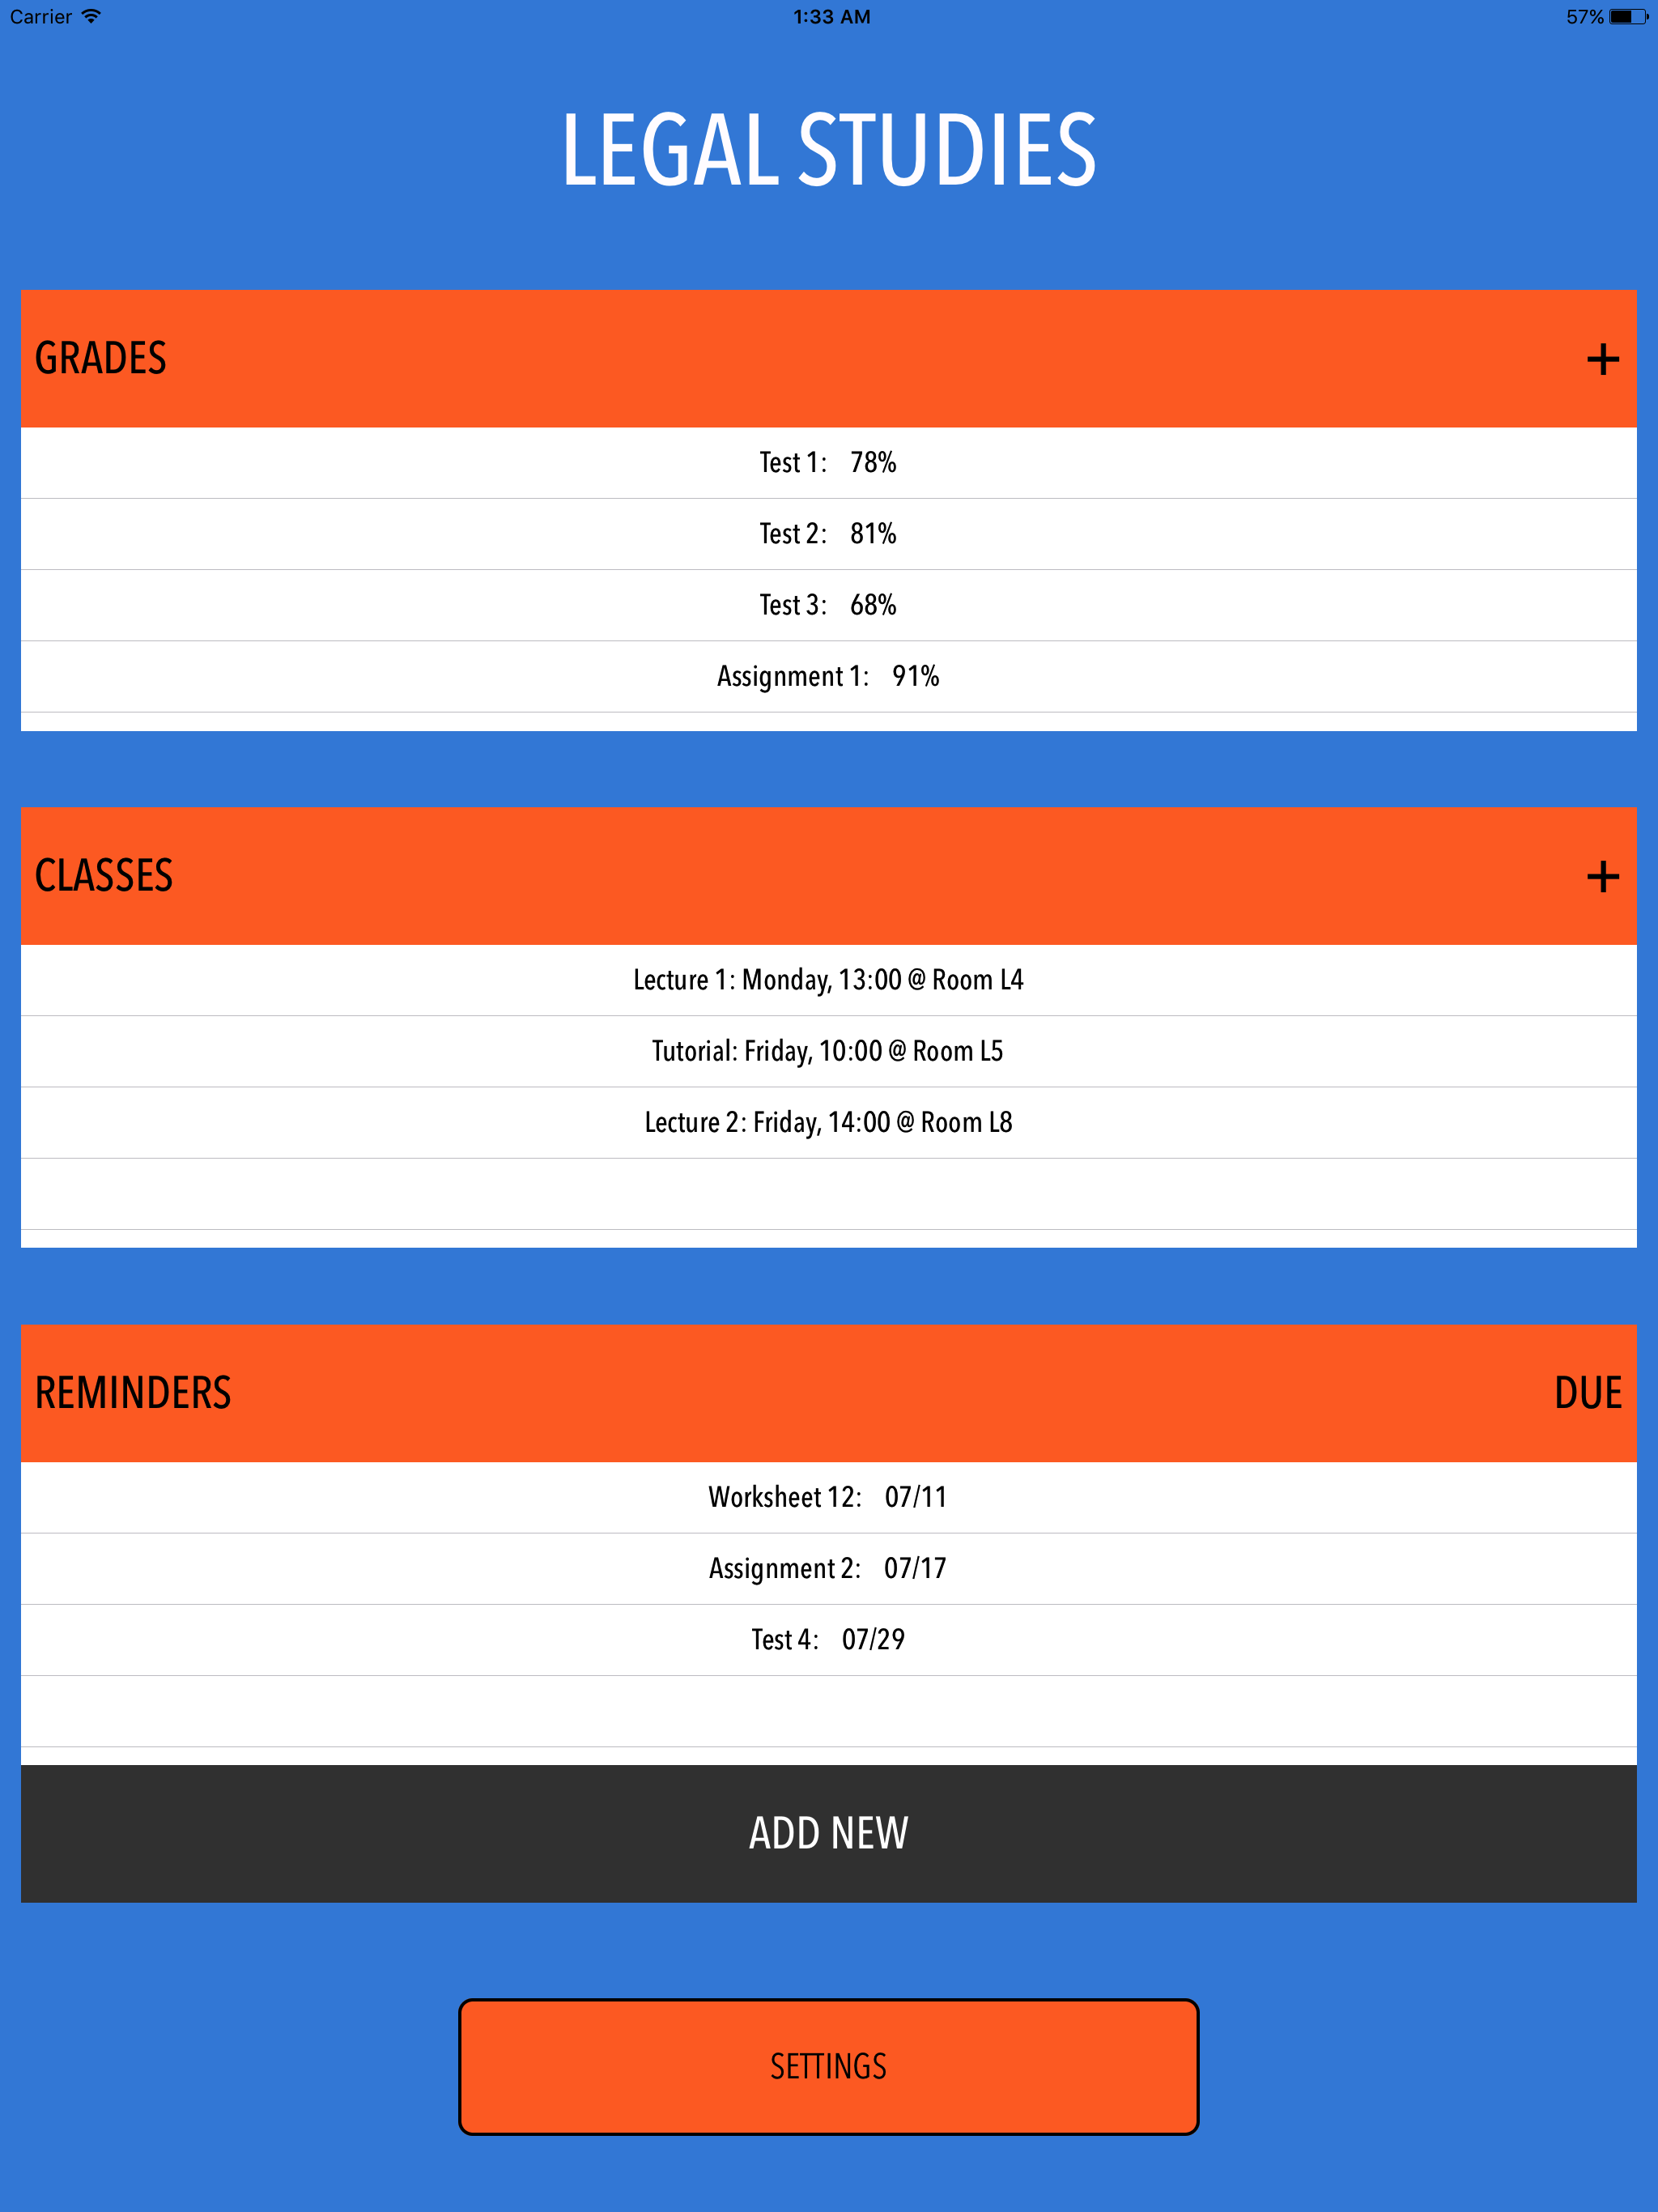 Carrier 1:33 AM 57%
LEGAL STUDIES
GRADES +
Test 1: 78%
Test 2: 81%
Test 3: 68%
Assignment 1: 91%
CLASSES +
Lecture 1: Monday, 13:00 @ Room L4
Tutorial: Friday, 10:00 @ Room L5
Lecture 2: Friday, 14:00 @ Room L8
REMINDERS DUE
Worksheet 12: 07/11
Assignment 2: 07/17
Test 4: 07/29
ADD NEW
SETTINGS